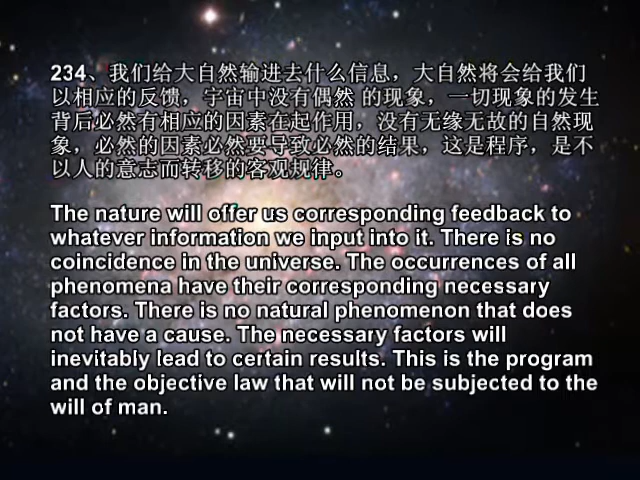 234、我们给大自然输进去什么信息，大自然将会给我们
以相应的反馈，宇宙中没有偶然 的现象，一切现象的发生
背后必然有相应的因素在起作用，没有无缘无故的自然现
象，必然的因素必然要导致必然的结果，这是程序，是不
以人的意志而转移的客观规律。
The nature will offer us corresponding feedback to
whatever information we input into it. There is no
coincidence in the universe. The occurrences of all
phenomena have their corresponding necessary
factors. There is no natural phenomenon that does
not have a cause. The necessary factors will
inevitably lead to certain results. This is the program
and the objective law that will not be subjected to the
will of man.